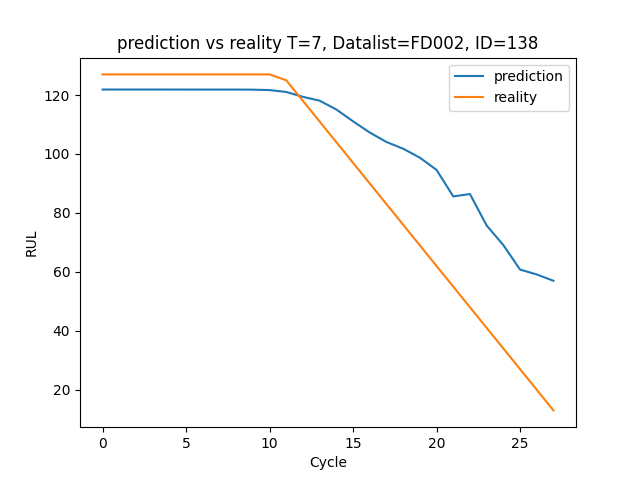 prediction vs reality T=7, Datalist=FD002, ID=138
prediction
reality
RUL
120
100
80
60
40
20
0 5 10 15 20 25
Cycle